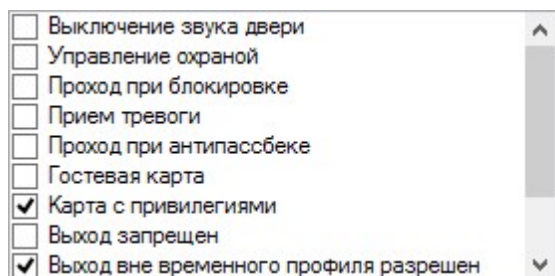 Выключение звука двери
Управление охраной
Проход при блокировке
Прием тревоги
Проход при антипассбеке
Гостевая карта
Карта с привилегиями
Выход запрещен
Выход вне временного профиля разрешен